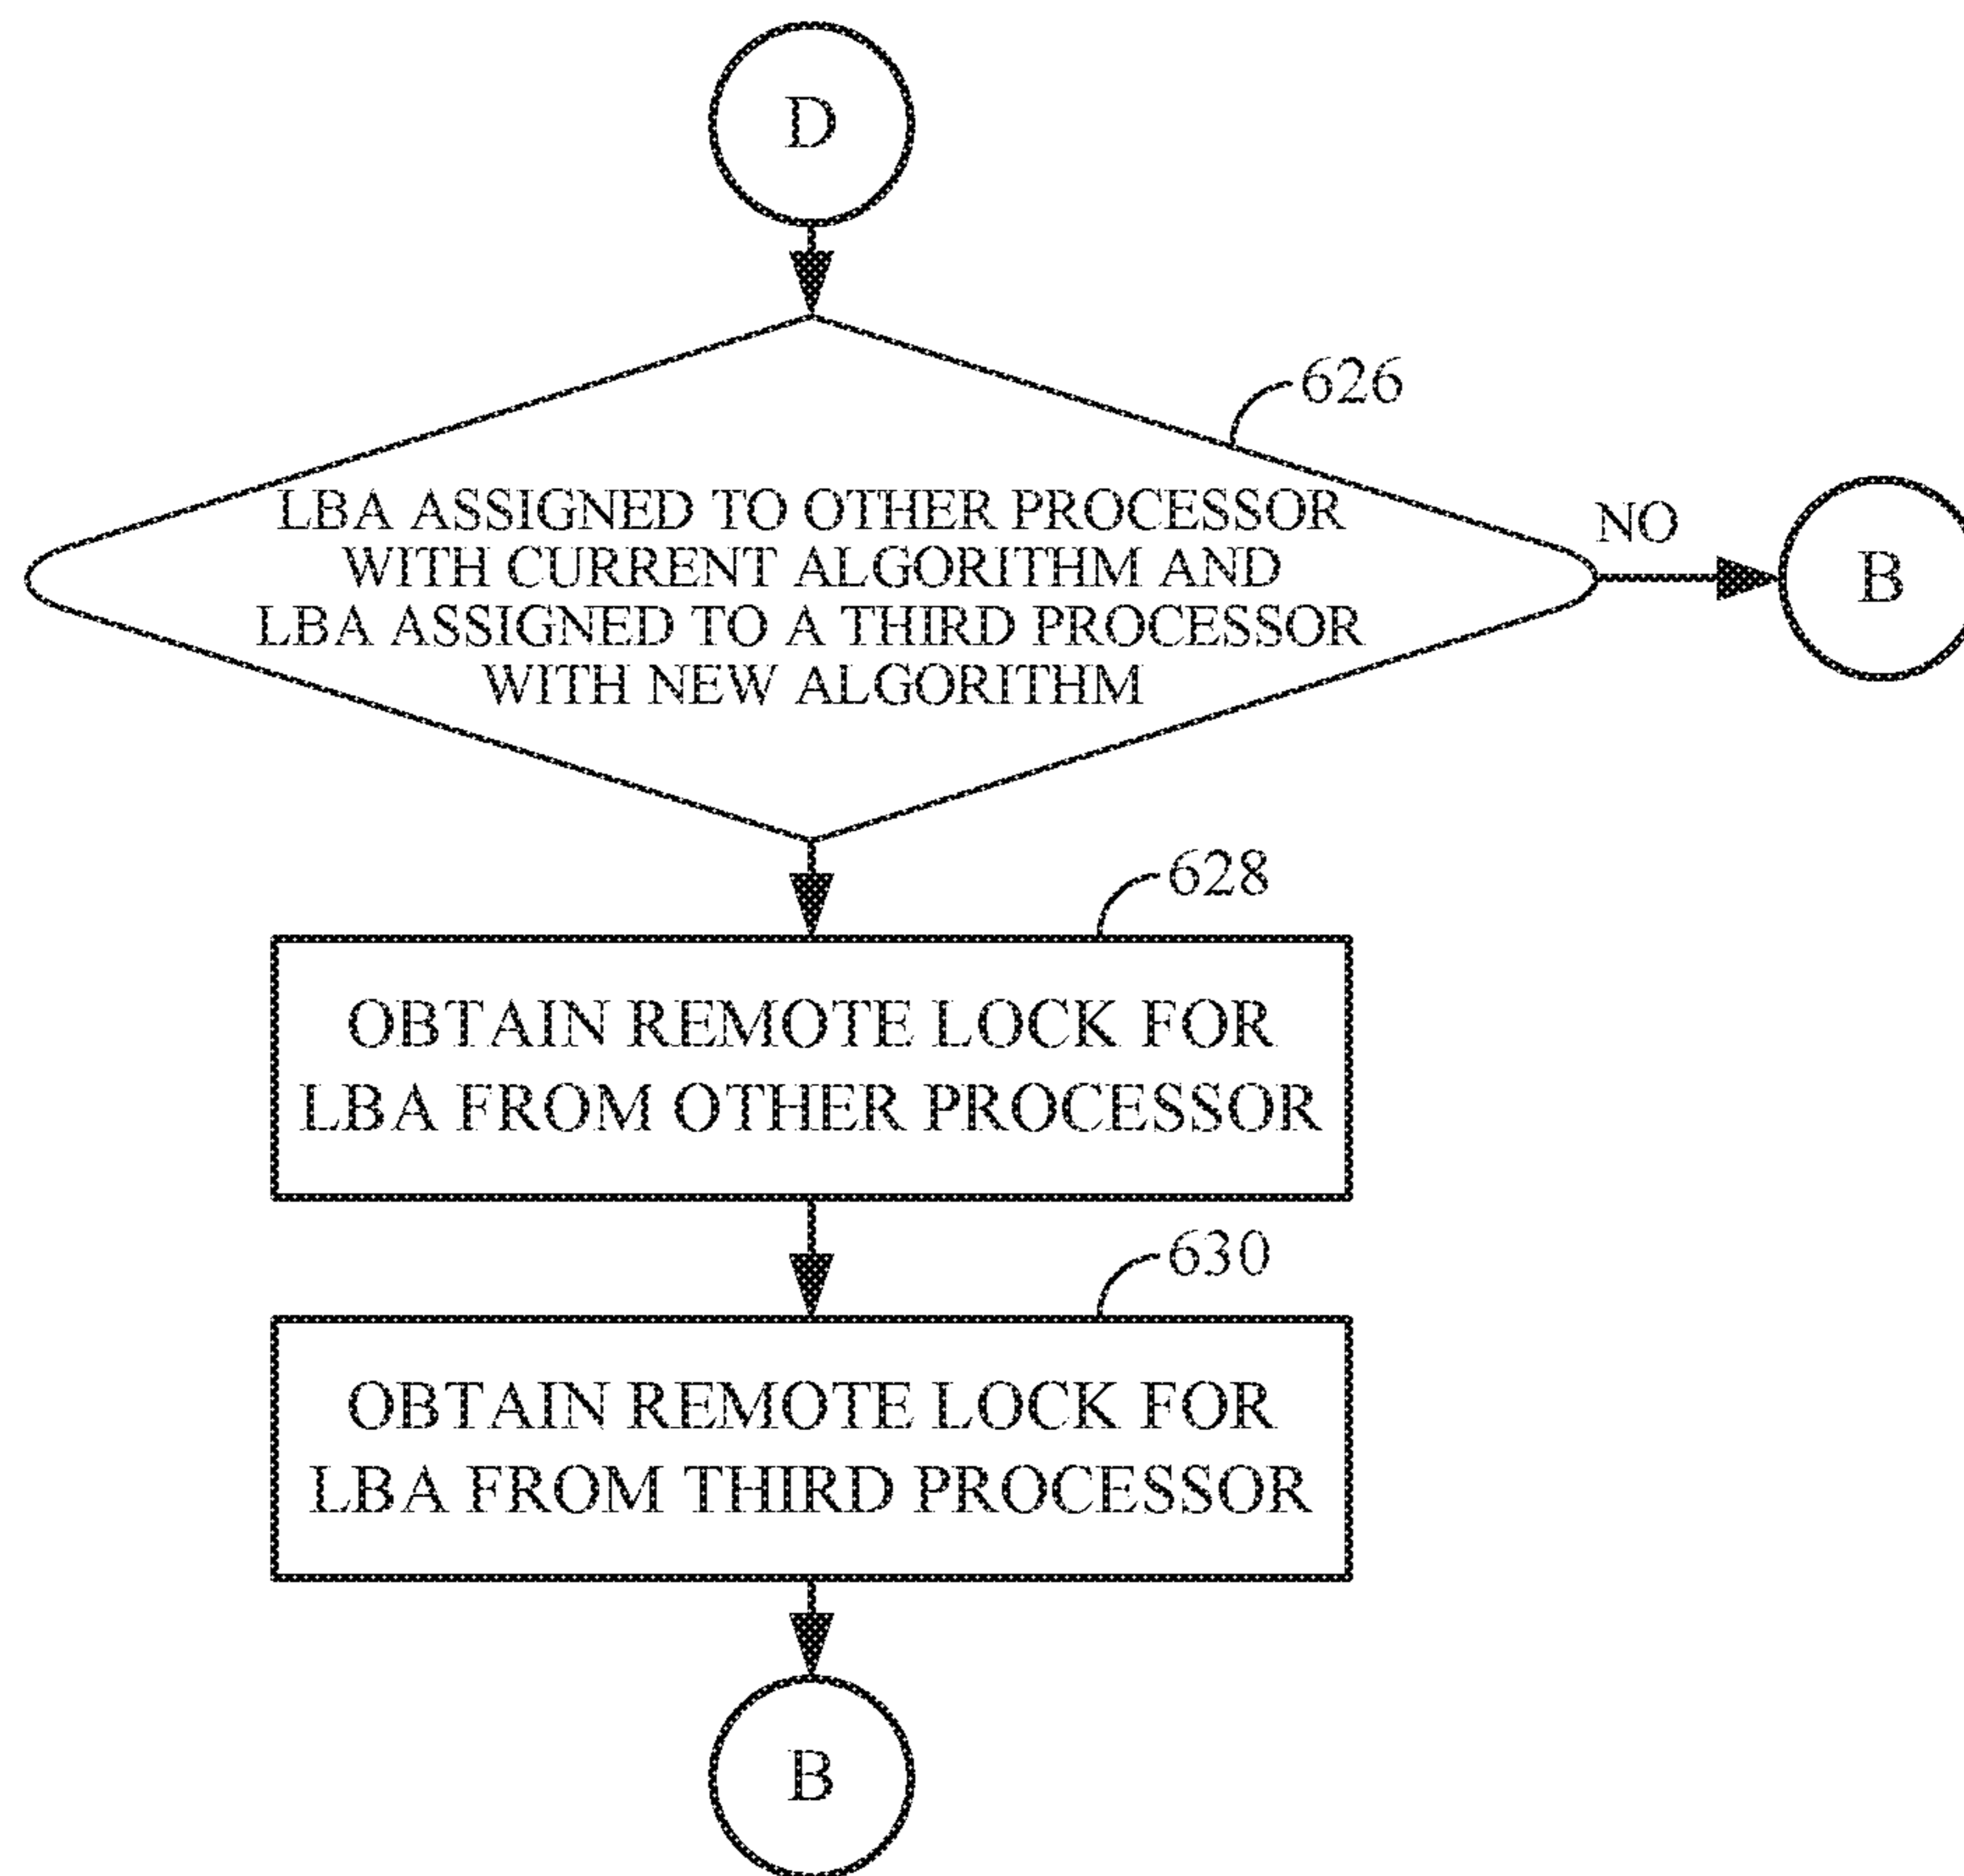 D
626
LBA ASSIGNED TO OTHER PROCESSOR
WITH CURRENT ALGORITHM AND
LBA ASSIGNED TO A THIRD PROCESSOR
WITH NEW ALGORITHM
NO
B
628
OBTAIN REMOTE LOCK FOR
LBA FROM OTHER PROCESSOR
630
OBTAIN REMOTE LOCK FOR
LBA FROM THIRD PROCESSOR
B